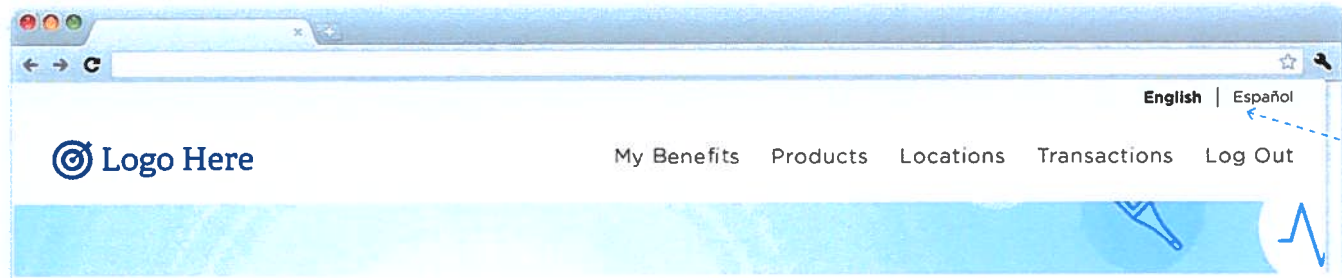 English | Español
Logo Here
My Benefits Products Locations Transactions Log Out